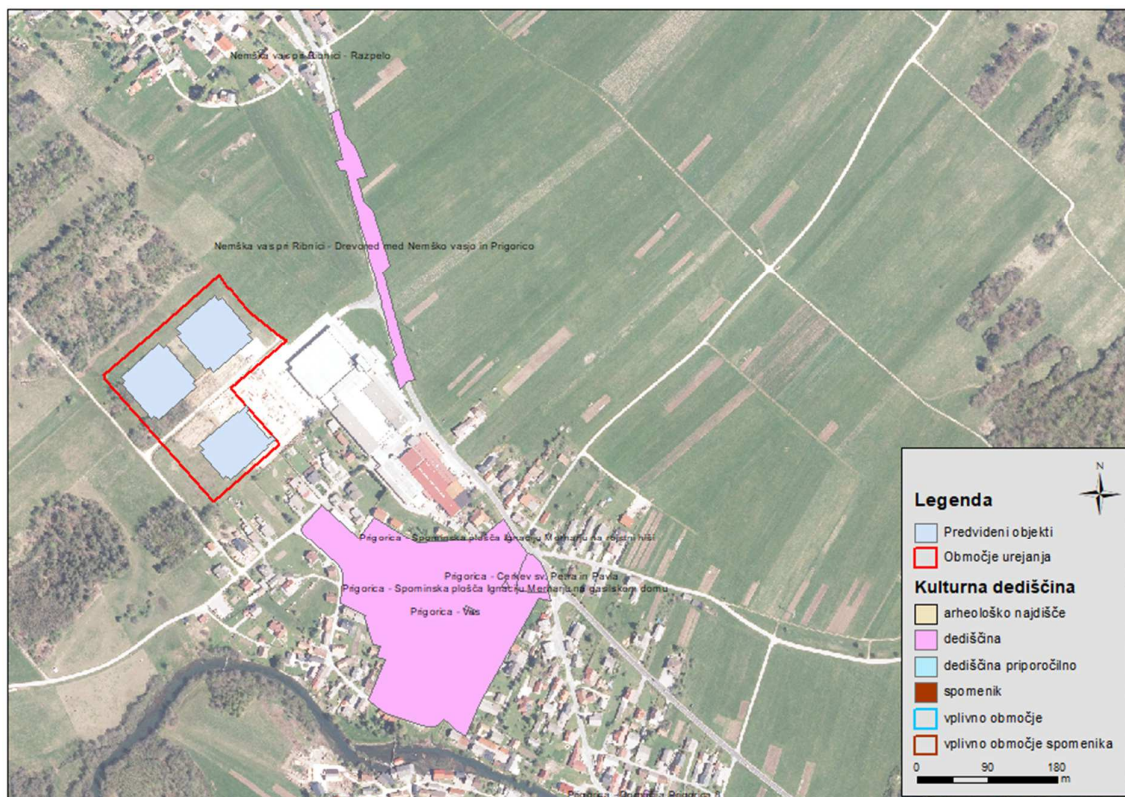 Nemška vas pri Ribnici - Razpelo
Nemška vas pri Ribnici - Drevored med Nemško vasjo in Prigorico
Prigorica - Spominska plošča Ignaciju Merharju na rojstni hiši
Prigorica - Cerkev sv. Petra in Pavla
Prigorica - Spominska plošča Ignaciju Merharju na gasilskem domu
Prigorica - Vas
N
Legenda
Predvideni objekti
Območje urejanja
Kulturna dediščina
arheološko najdišče
dediščina
dediščina priporočilno
spomenik
vplivno območje
vplivno območje spomenika
0 90 180
m
Prigorica -